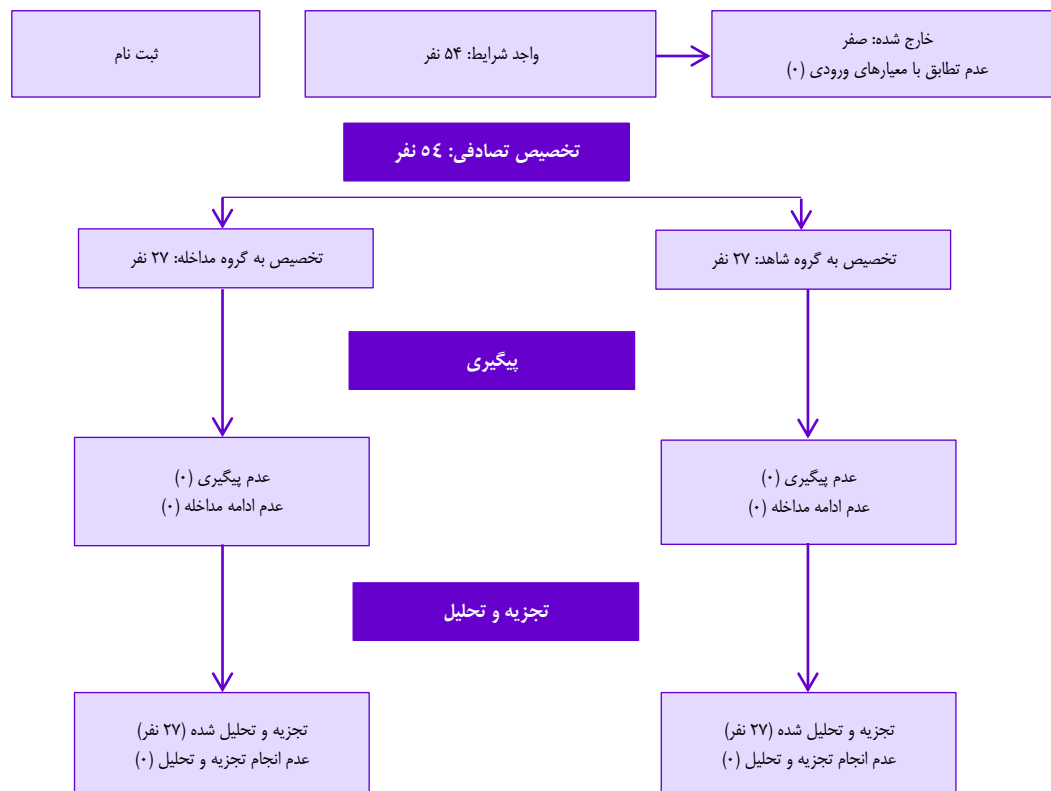 ثبت نام
واجد شرایط: ۵۴ نفر
خارج شده: صفر
عدم تطابق با معیارهای ورودی (۰)
تخصیص تصادفی: ٥٤ نفر
تخصیص به گروه مداخله: ۲۷ نفر
تخصیص به گروه شاهد: ۲۷ نفر
پیگیری
عدم پیگیری (۰)
عدم ادامه مداخله (۰)
عدم پیگیری (۰)
عدم ادامه مداخله (۰)
تجزیه و تحلیل
تجزیه و تحلیل شده (۲۷ نفر)
عدم انجام تجزیه و تحلیل (۰)
تجزیه و تحلیل شده (۲۷ نفر)
عدم انجام تجزیه و تحلیل (۰)